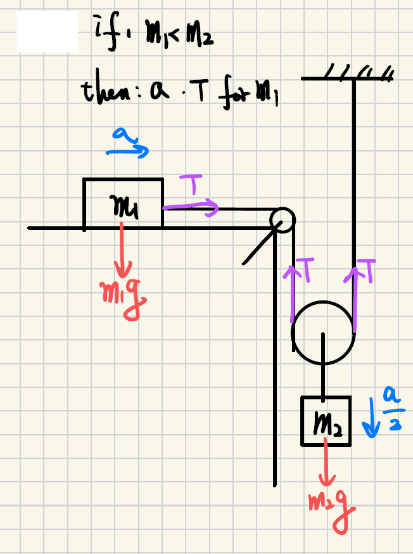 if, m₁<m₂
then: a · T for m₁
a
T
m₁
m₁g
T
T
a/2
m₂
m₂g